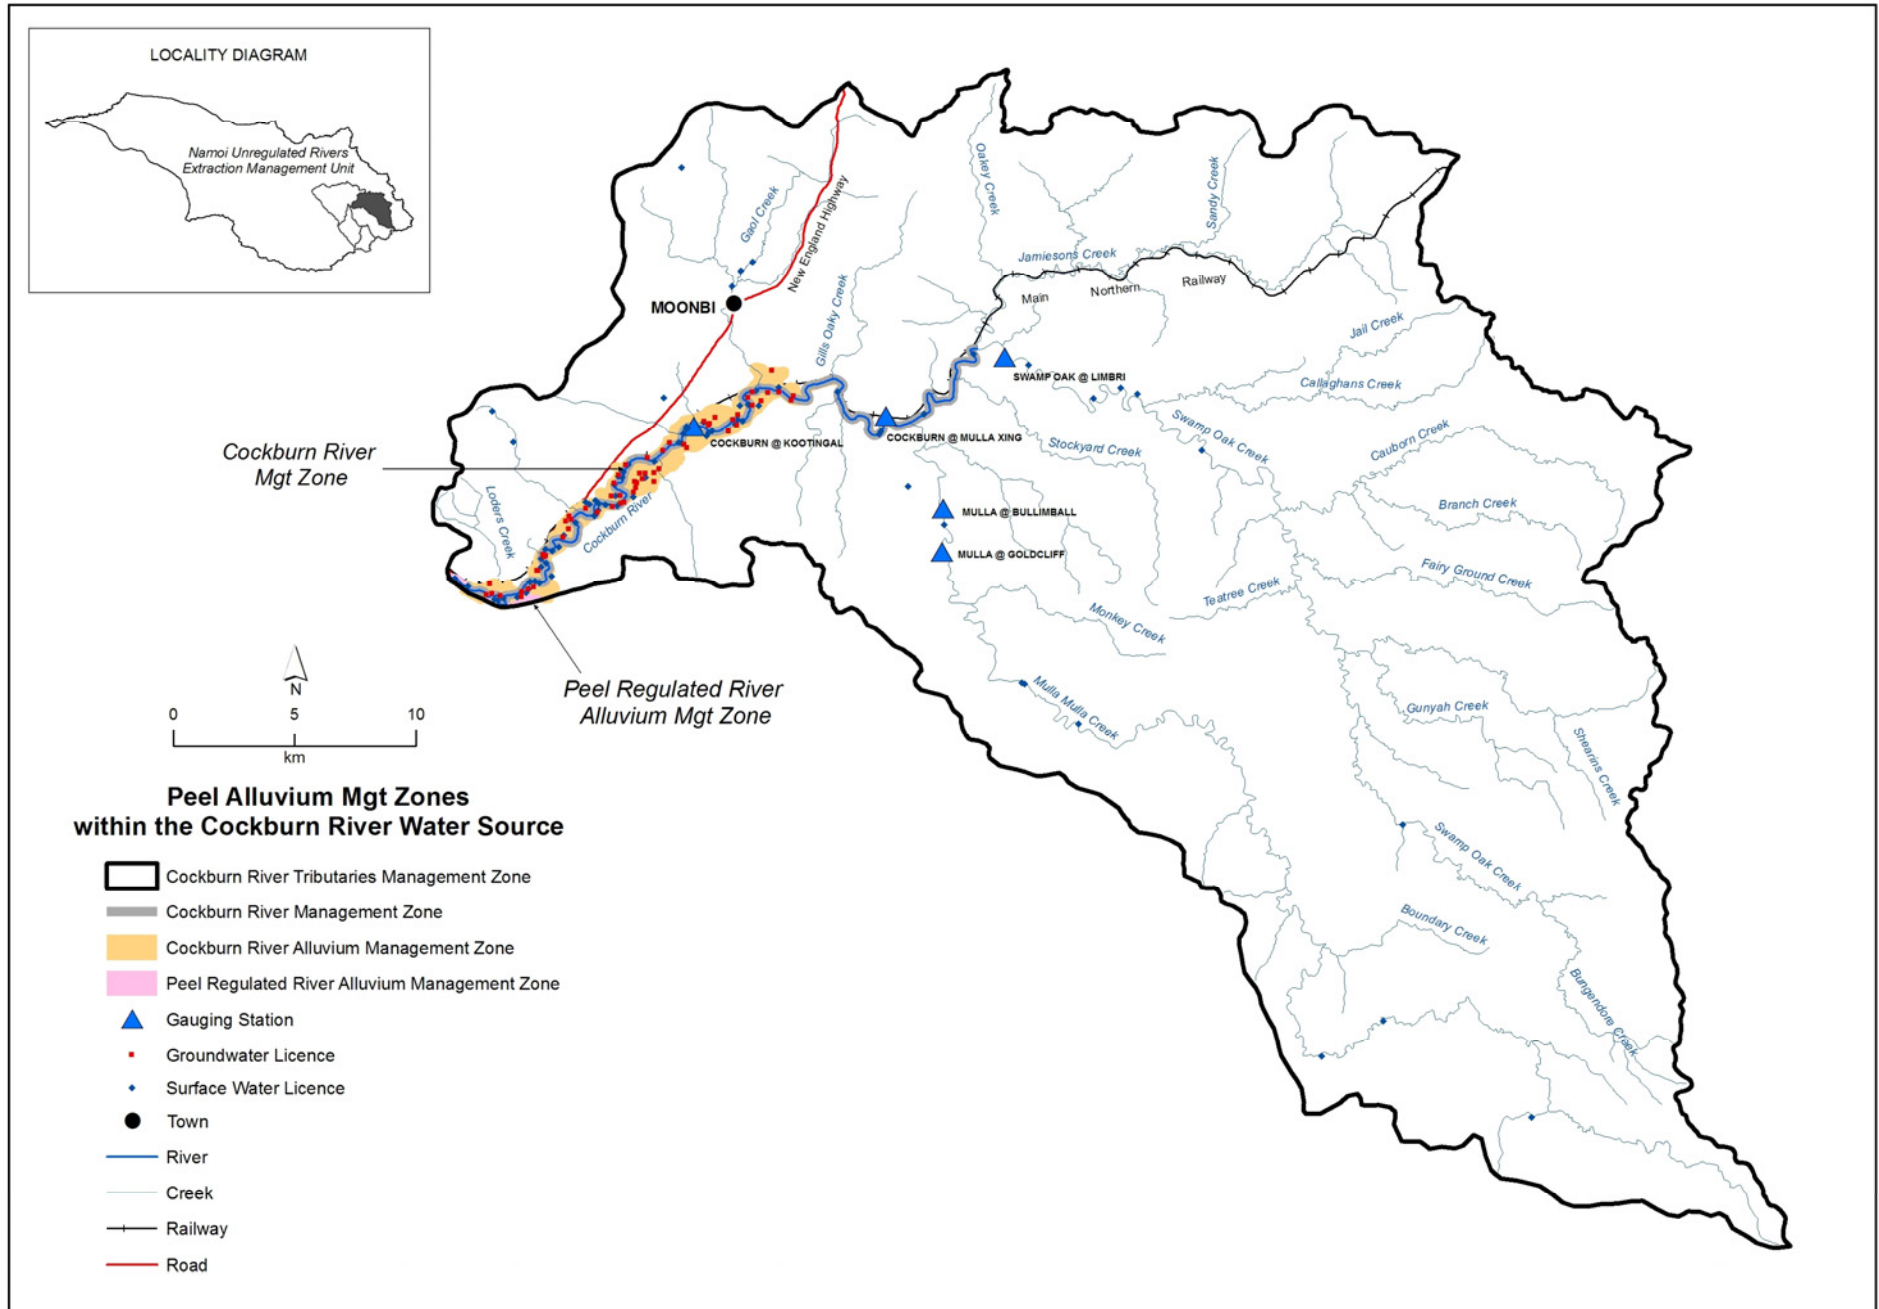 LOCALITY DIAGRAM
Namoi Unregulated Rivers
Extraction Management Unit
Oakey Creek
Sandy Creek
Gaol Creek
New England Highway
Jamiesons Creek
Main Northern Railway
MOONBI
Gills Oaky Creek
Jail Creek
SWAMP OAK @ LIMBRI
Callaghans Creek
Swamp Oak Creek
COCKBURN @ KOOTINGAL
COCKBURN @ MULLA XING
Stockyard Creek
Cauborn Creek
Cockburn River
Mgt Zone
Loders Creek
Cockburn River
MULLA @ BULLIMBALL
Branch Creek
MULLA @ GOLDCLIFF
Fairy Ground Creek
Teatree Creek
Monkey Creek
N
Peel Regulated River
Alluvium Mgt Zone
Mulla Mulla Creek
Gunyah Creek
Shearins Creek
0 5 10
km
Peel Alluvium Mgt Zones
within the Cockburn River Water Source
Swamp Oak Creek
Boundary Creek
Bungendore Creek
Cockburn River Tributaries Management Zone
Cockburn River Management Zone
Cockburn River Alluvium Management Zone
Peel Regulated River Alluvium Management Zone
Gauging Station
Groundwater Licence
Surface Water Licence
Town
River
Creek
Railway
Road